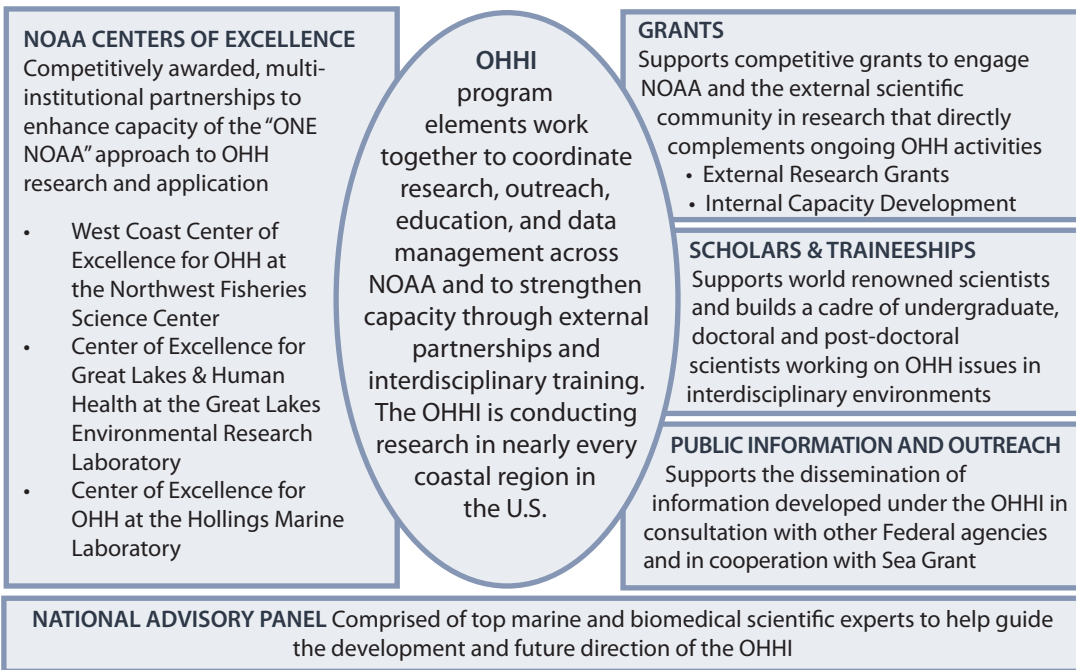 NOAA CENTERS OF EXCELLENCE
Competitively awarded, multi-
institutional partnerships to
enhance capacity of the “ONE
NOAA” approach to OHH
research and application
• West Coast Center of
Excellence for OHH at
the Northwest Fisheries
Science Center
• Center of Excellence for
Great Lakes & Human
Health at the Great Lakes
Environmental Research
Laboratory
• Center of Excellence for
OHH at the Hollings Marine
Laboratory
OHHI
program
elements work
together to coordinate
research, outreach,
education, and data
management across
NOAA and to strengthen
capacity through external
partnerships and
interdisciplinary training.
The OHHI is conducting
research in nearly every
coastal region in
the U.S.
GRANTS
Supports competitive grants to engage
NOAA and the external scientific
community in research that directly
complements ongoing OHH activities
• External Research Grants
• Internal Capacity Development
SCHOLARS & TRAINEESHIPS
Supports world renowned scientists
and builds a cadre of undergraduate,
doctoral and post-doctoral
scientists working on OHH issues in
interdisciplinary environments
PUBLIC INFORMATION AND OUTREACH
Supports the dissemination of
information developed under the OHHI in
consultation with other Federal agencies
and in cooperation with Sea Grant
NATIONAL ADVISORY PANEL Comprised of top marine and biomedical scientific experts to help guide
the development and future direction of the OHHI